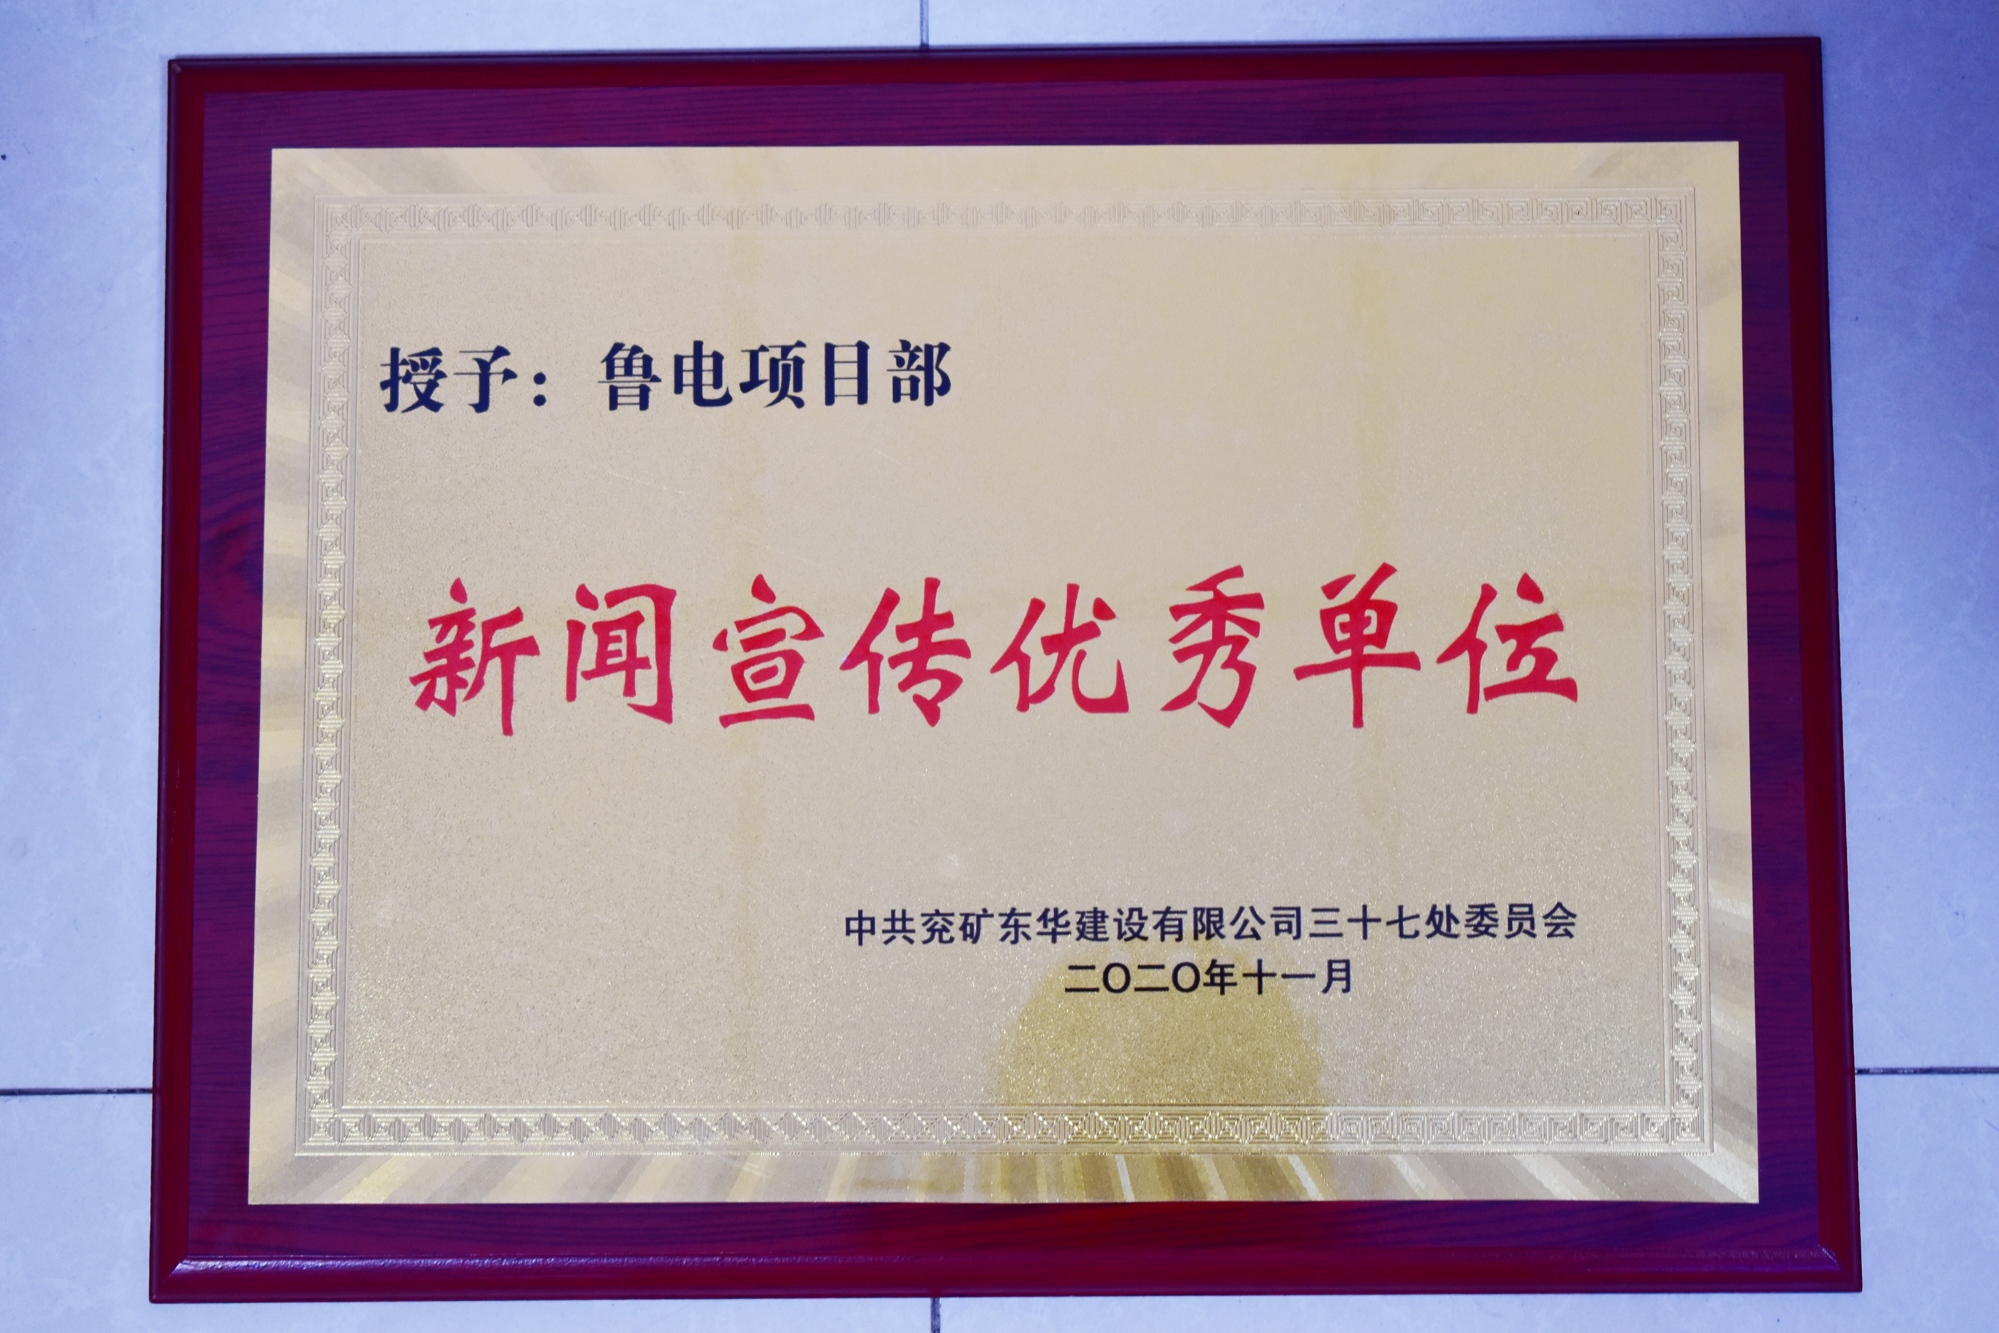 授予：鲁电项目部
新闻宣传优秀单位
中共兖矿东华建设有限公司三十七处委员会
二〇二〇年十一月